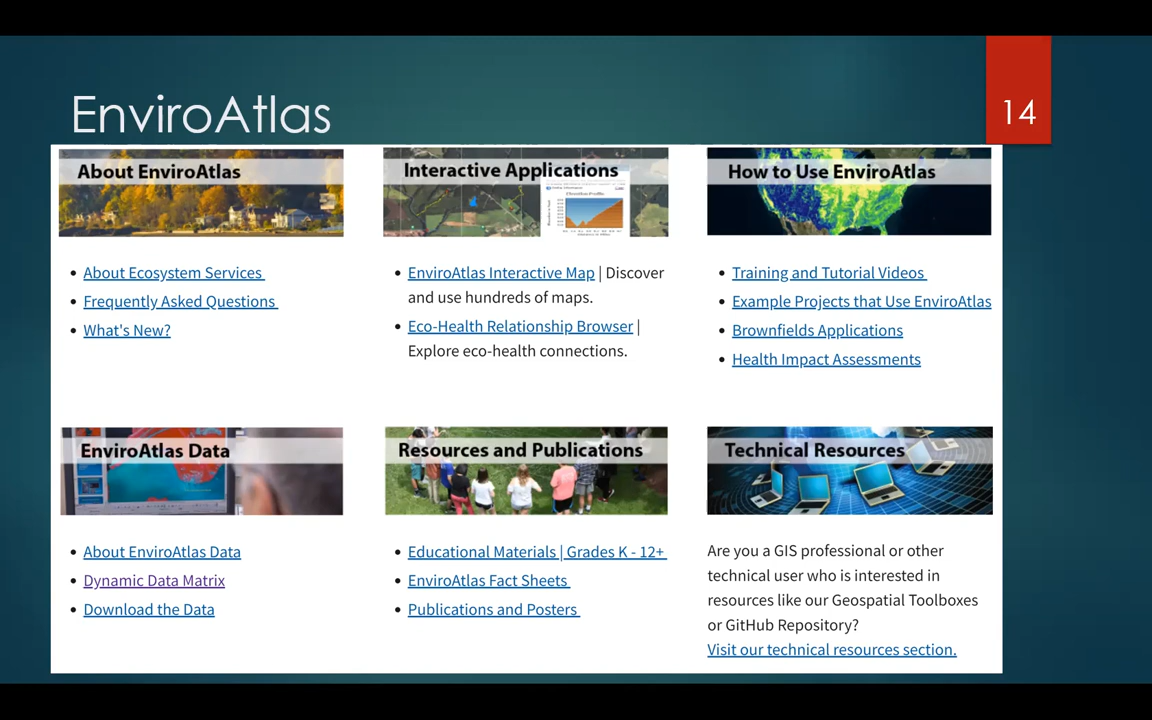 EnviroAtlas
14
About EnviroAtlas
About Ecosystem Services
Frequently Asked Questions
What's New?
Interactive Applications
EnviroAtlas Interactive Map | Discover
and use hundreds of maps.
Eco-Health Relationship Browser |
Explore eco-health connections.
How to Use EnviroAtlas
Training and Tutorial Videos
Example Projects that Use EnviroAtlas
Brownfields Applications
Health Impact Assessments
EnviroAtlas Data
About EnviroAtlas Data
Dynamic Data Matrix
Download the Data
Resources and Publications
Educational Materials | Grades K - 12+
EnviroAtlas Fact Sheets
Publications and Posters
Technical Resources
Are you a GIS professional or other
technical user who is interested in
resources like our Geospatial Toolboxes
or GitHub Repository?
Visit our technical resources section.